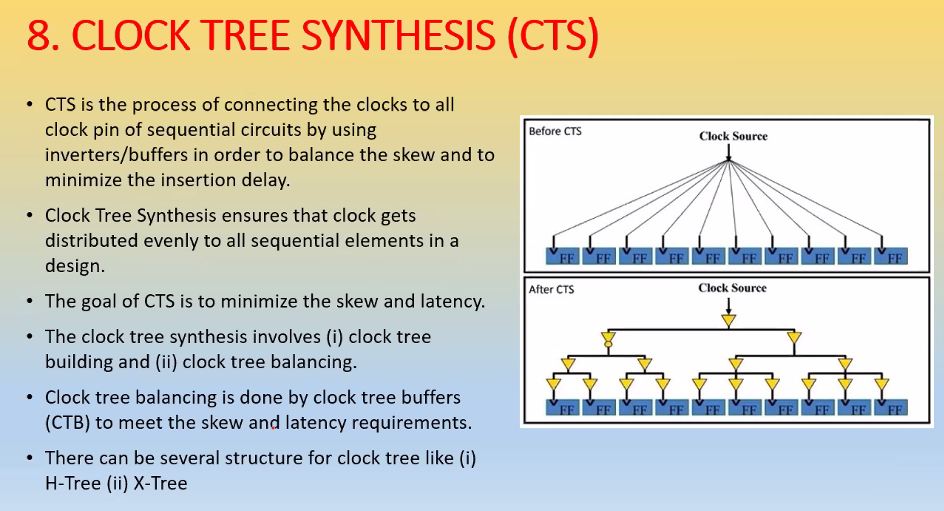 8. CLOCK TREE SYNTHESIS (CTS)
• CTS is the process of connecting the clocks to all
clock pin of sequential circuits by using
inverters/buffers in order to balance the skew and to
minimize the insertion delay.
• Clock Tree Synthesis ensures that clock gets
distributed evenly to all sequential elements in a
design.
• The goal of CTS is to minimize the skew and latency.
• The clock tree synthesis involves (i) clock tree
building and (ii) clock tree balancing.
• Clock tree balancing is done by clock tree buffers
(CTB) to meet the skew and latency requirements.
• There can be several structure for clock tree like (i)
H-Tree (ii) X-Tree
Before CTS
Clock Source
FF FF FF FF FF FF FF FF FF FF
After CTS
Clock Source
FF FF FF FF FF FF FF FF FF FF